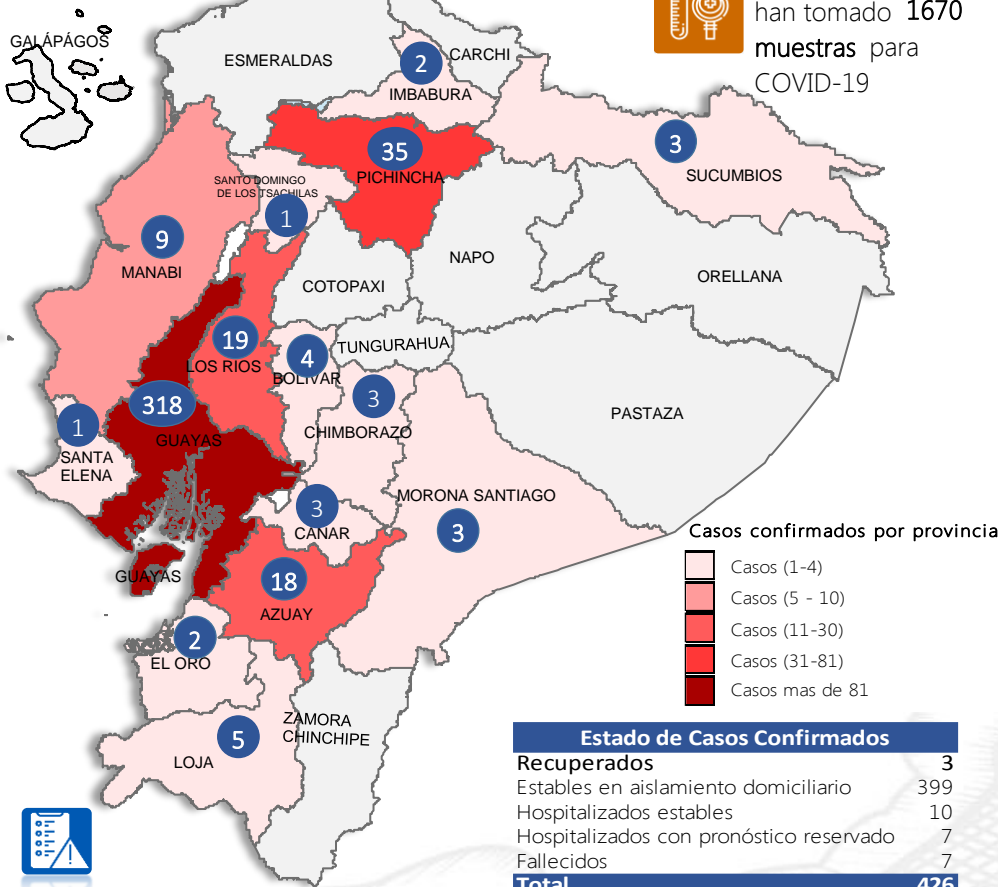 han tomado 1670
muestras para
COVID-19
GALÁPÁGOS
ESMERALDAS
CARCHI
2
IMBABURA
3
SUCUMBIOS
35
PICHINCHA
SANTO DOMINGO
DE LOS TSACHILAS
1
9
MANABI
NAPO
ORELLANA
COTOPAXI
19
LOS RIOS
4
BOLIVAR
TUNGURAHUA
3
CHIMBORAZO
PASTAZA
318
GUAYAS
1
SANTA
ELENA
MORONA SANTIAGO
3
3
CAÑAR
GUAYAS
18
AZUAY
2
EL ORO
5
LOJA
ZAMORA
CHINCHIPE
Casos confirmados por provincia
Casos (1-4)
Casos (5 - 10)
Casos (11-30)
Casos (31-81)
Casos mas de 81
Estado de Casos Confirmados
Recuperados 3
Estables en aislamiento domiciliario 399
Hospitalizados estables 10
Hospitalizados con pronóstico reservado 7
Fallecidos 7
Total 426